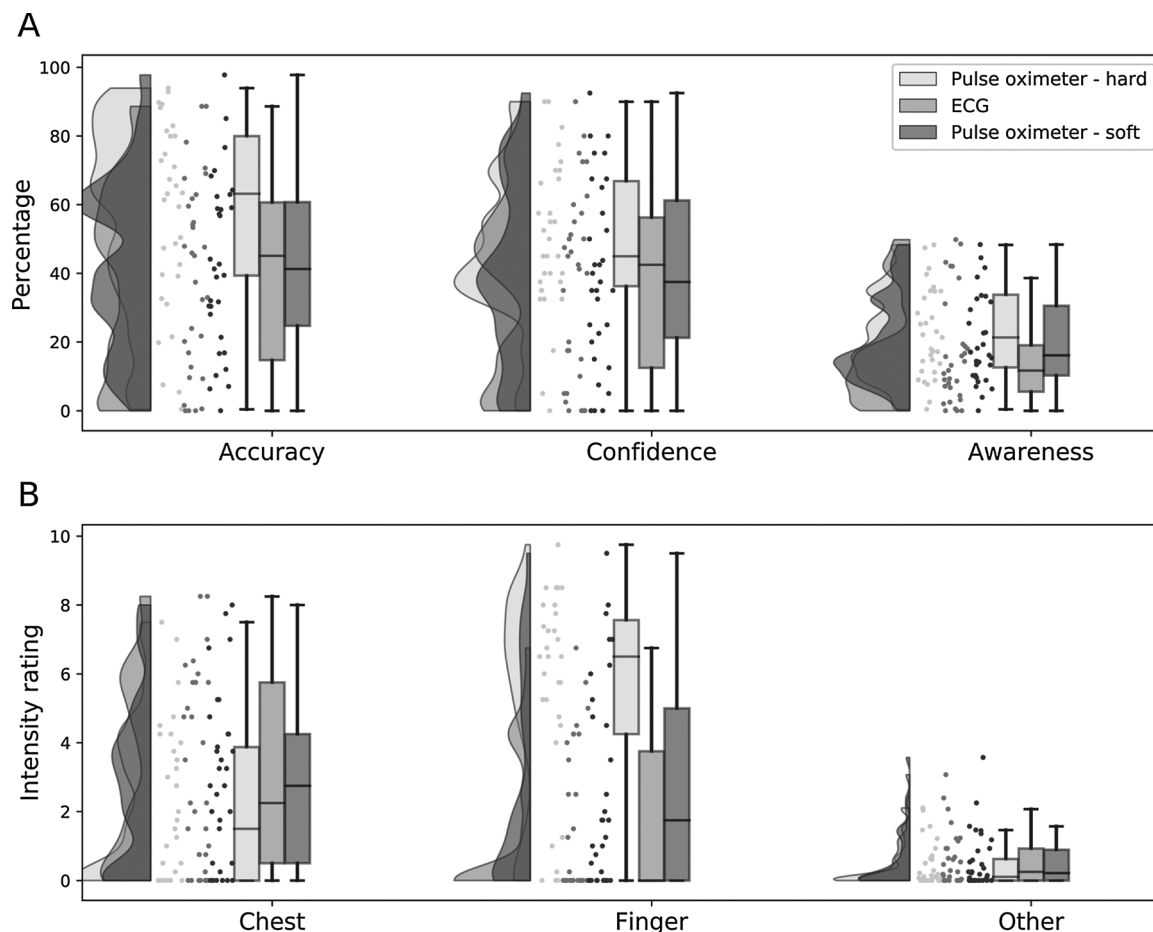 A
100
80
60
40
20
0
Percentage
Pulse oximeter - hard
ECG
Pulse oximeter - soft
Accuracy
Confidence
Awareness
B
10
8
6
4
2
0
Intensity rating
Chest
Finger
Other